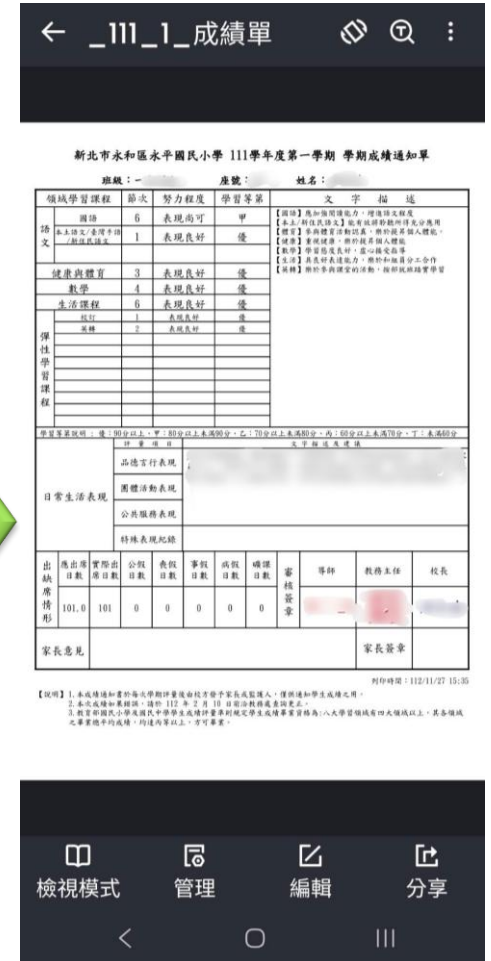 _111_1_成績單
新北市永和區永平國民小學 111學年度第一學期 學期成績通知單
班級：一 座號： 姓名：
領域學習課程 節次 努力程度 學習等第 文 字 描 述
語文 國語 6 表現尚可 甲
本土語文/臺灣手語/新住民語文 1 表現良好 優
健康與體育 3 表現良好 優
數學 4 表現良好 優
生活課程 6 表現良好 優
彈性學習課程
校訂 1 表現良好 優
英轉 2 表現良好 優
【國語】應加強閱讀能力，增進語文程度
【本土/新住民語文】能有效將聆聽所得充分應用
【體育】參與體育活動認真，樂於提昇個人體能。
【健康】重視健康，樂於提昇個人體能
【數學】學習態度良好，虛心接受指導
【生活】具良好表達能力，樂於和組員分工合作
【英轉】樂於參與課堂的活動，按部就班踏實學習
學習等第說明：優：90分以上、甲：80分以上未滿90分、乙：70分以上未滿80分、丙：60分以上未滿70分、丁：未滿60分
評 量 項 目 文 字 描 述 及 建 議
日常生活表現
品德言行表現
團體活動表現
公共服務表現
特殊表現紀錄
出缺席情形
應出席日數 實際出席日數 公假日數 喪假日數 事假日數 病假日數 曠課日數 審核簽章 導師 教務主任 校長
101.0 101 0 0 0 0 0
家長意見 家長簽章
列印時間：112/11/27 15:35
【說明】1.本成績通知書於每次學期評量後由校方發予家長或監護人，僅供通知學生成績之用。
2.本次成績如果錯誤，請於 112 年 2 月 18 日前洽教務處查詢更正。
3.教育部國民小學及國民中學學生成績評量準則規定學生成績畢業資格為:八大學習領域有四大領域以上，其各領域
之畢業總平均成績，均達丙等以上，方可畢業。
檢視模式 管理 編輯 分享